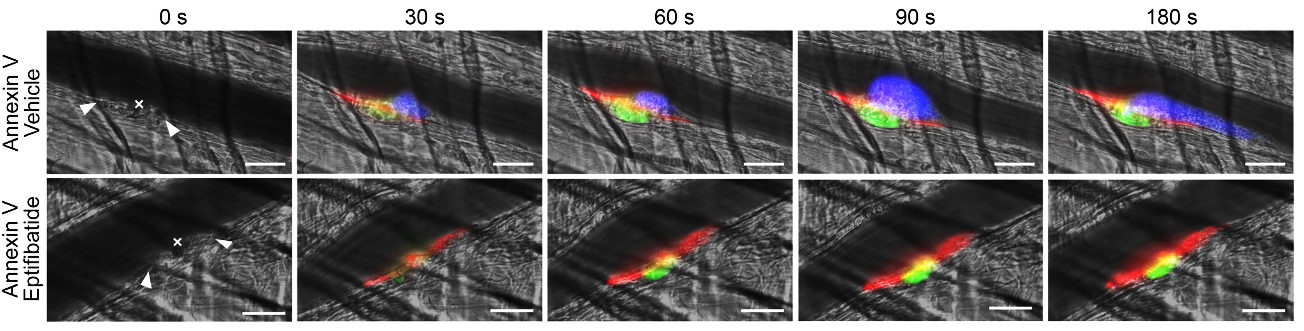 0 s
30 s
60 s
90 s
180 s
Annexin V
Vehicle
Annexin V
Eptifibatide